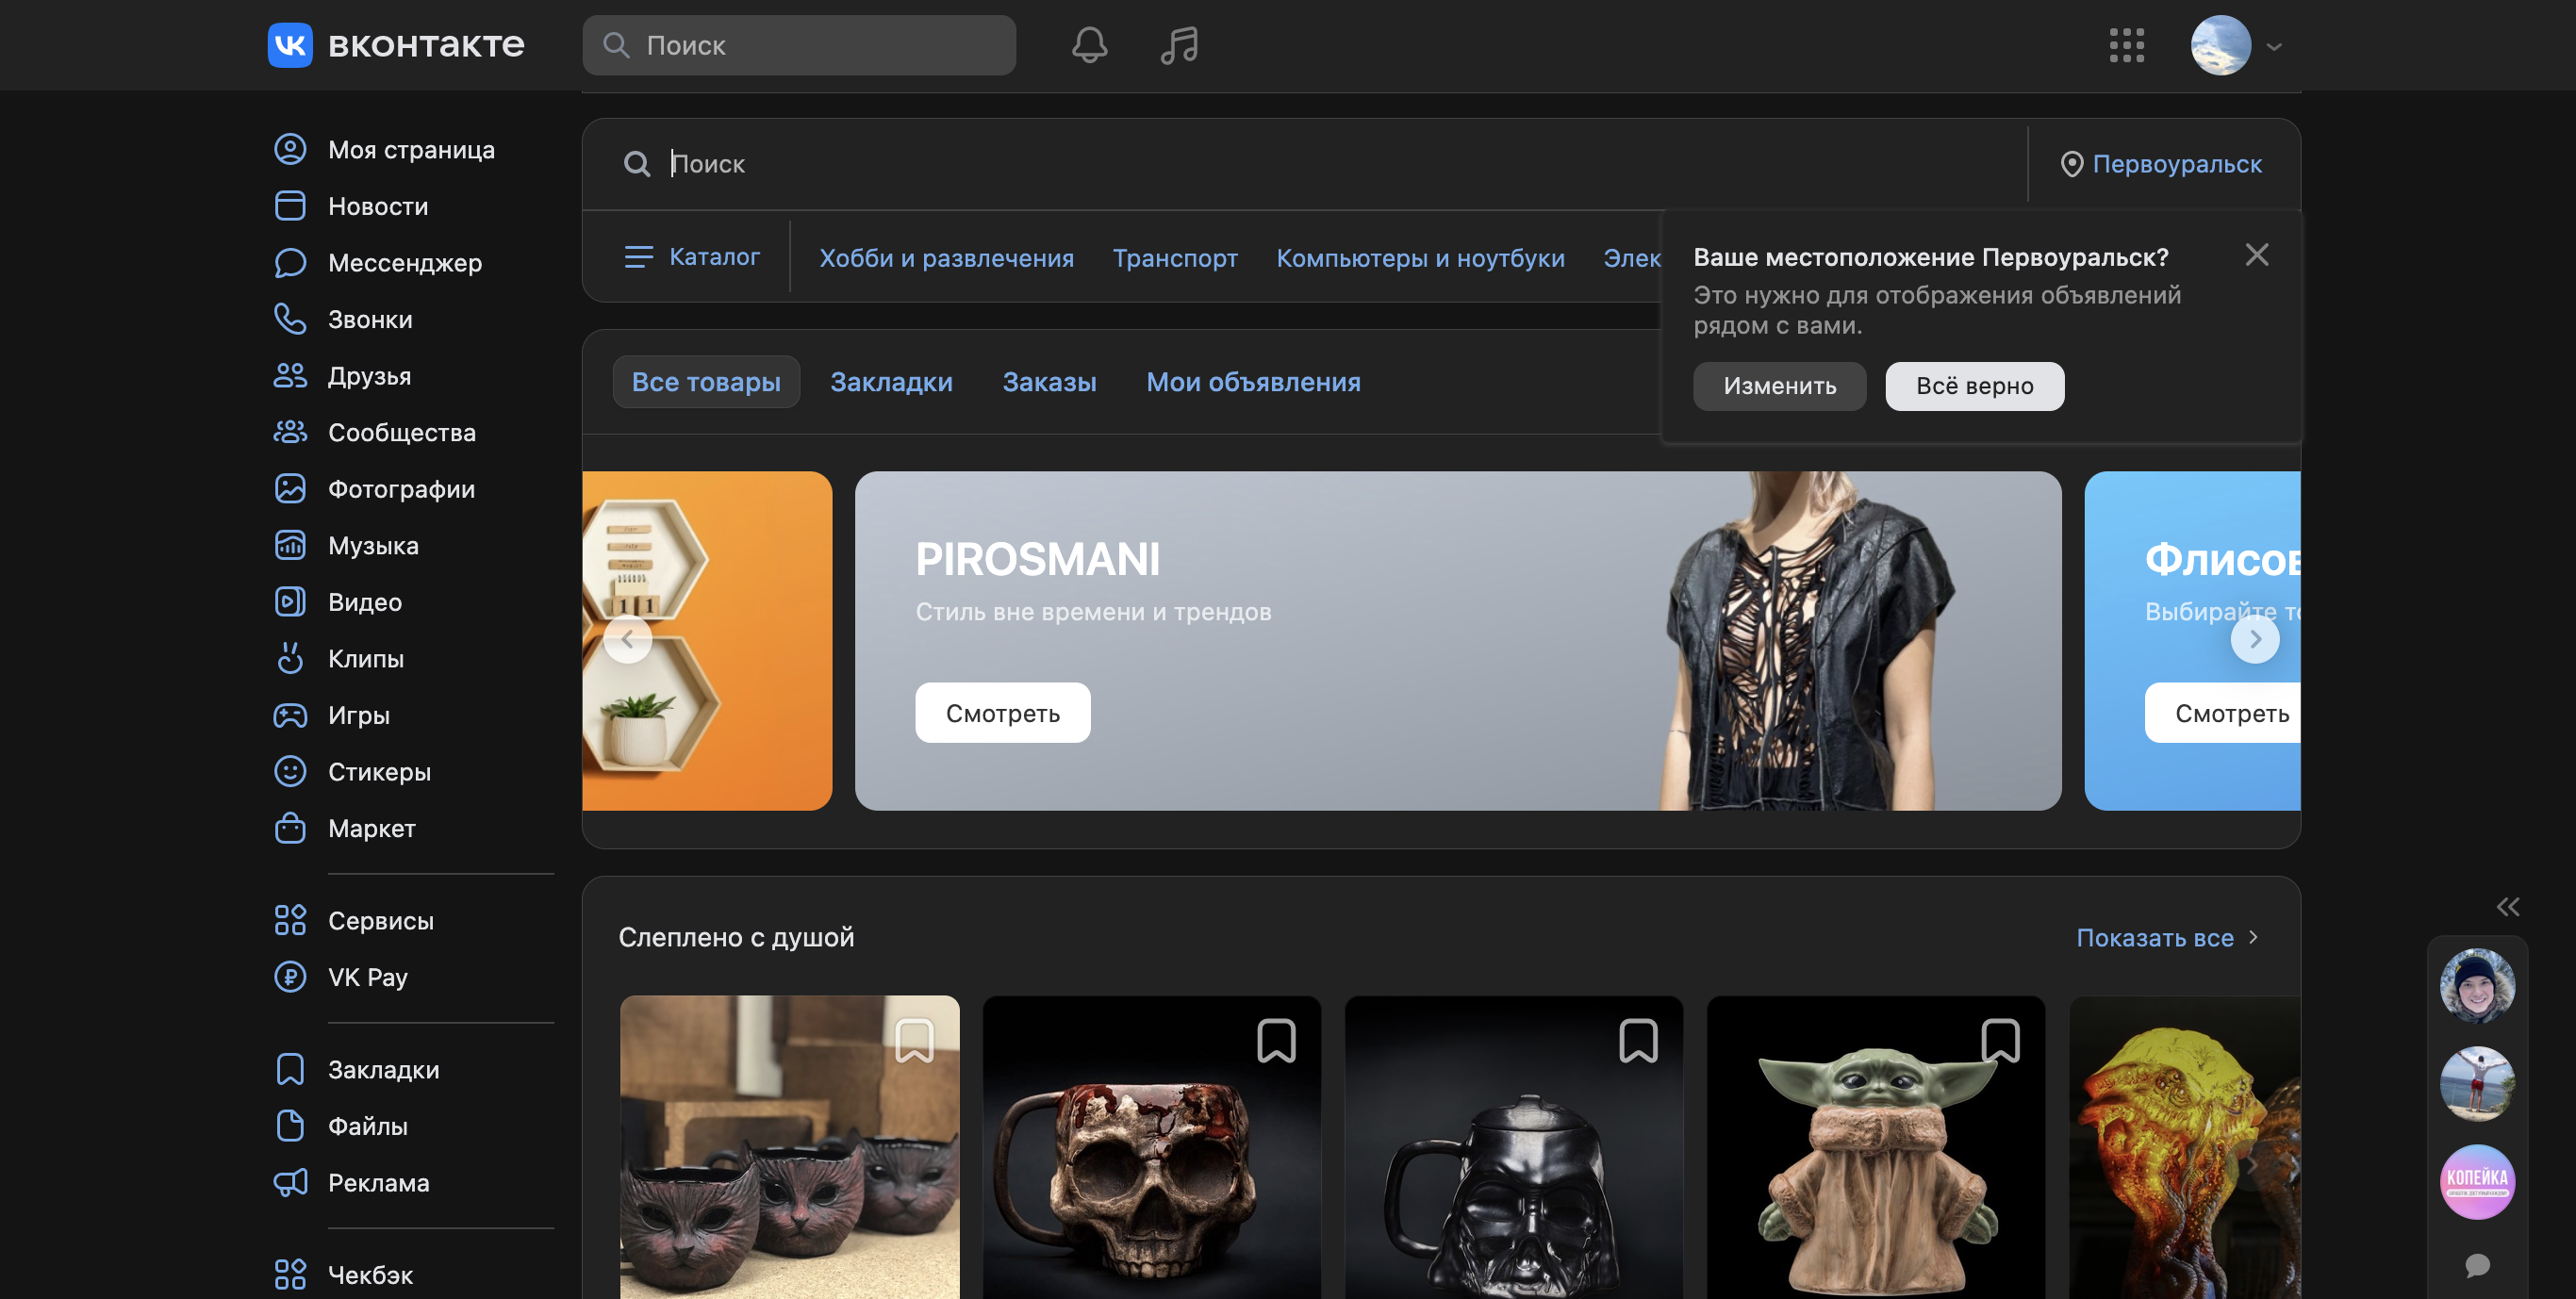 вконтакте
Поиск
Моя страница
Новости
Мессенджер
Звонки
Друзья
Сообщества
Фотографии
Музыка
Видео
Клипы
Игры
Стикеры
Маркет
Сервисы
VK Pay
Закладки
Файлы
Реклама
Чекбэк
Поиск
Первоуральск
Каталог
Хобби и развлечения
Транспорт
Компьютеры и ноутбуки
Элек
Ваше местоположение Первоуральск?
Это нужно для отображения объявлений
рядом с вами.
Изменить
Всё верно
Все товары
Закладки
Заказы
Мои объявления
PIROSMANI
Стиль вне времени и трендов
Смотреть
Флисов
Выбирайте то
Смотреть
Слеплено с душой
Показать все
КОПЕЙКА